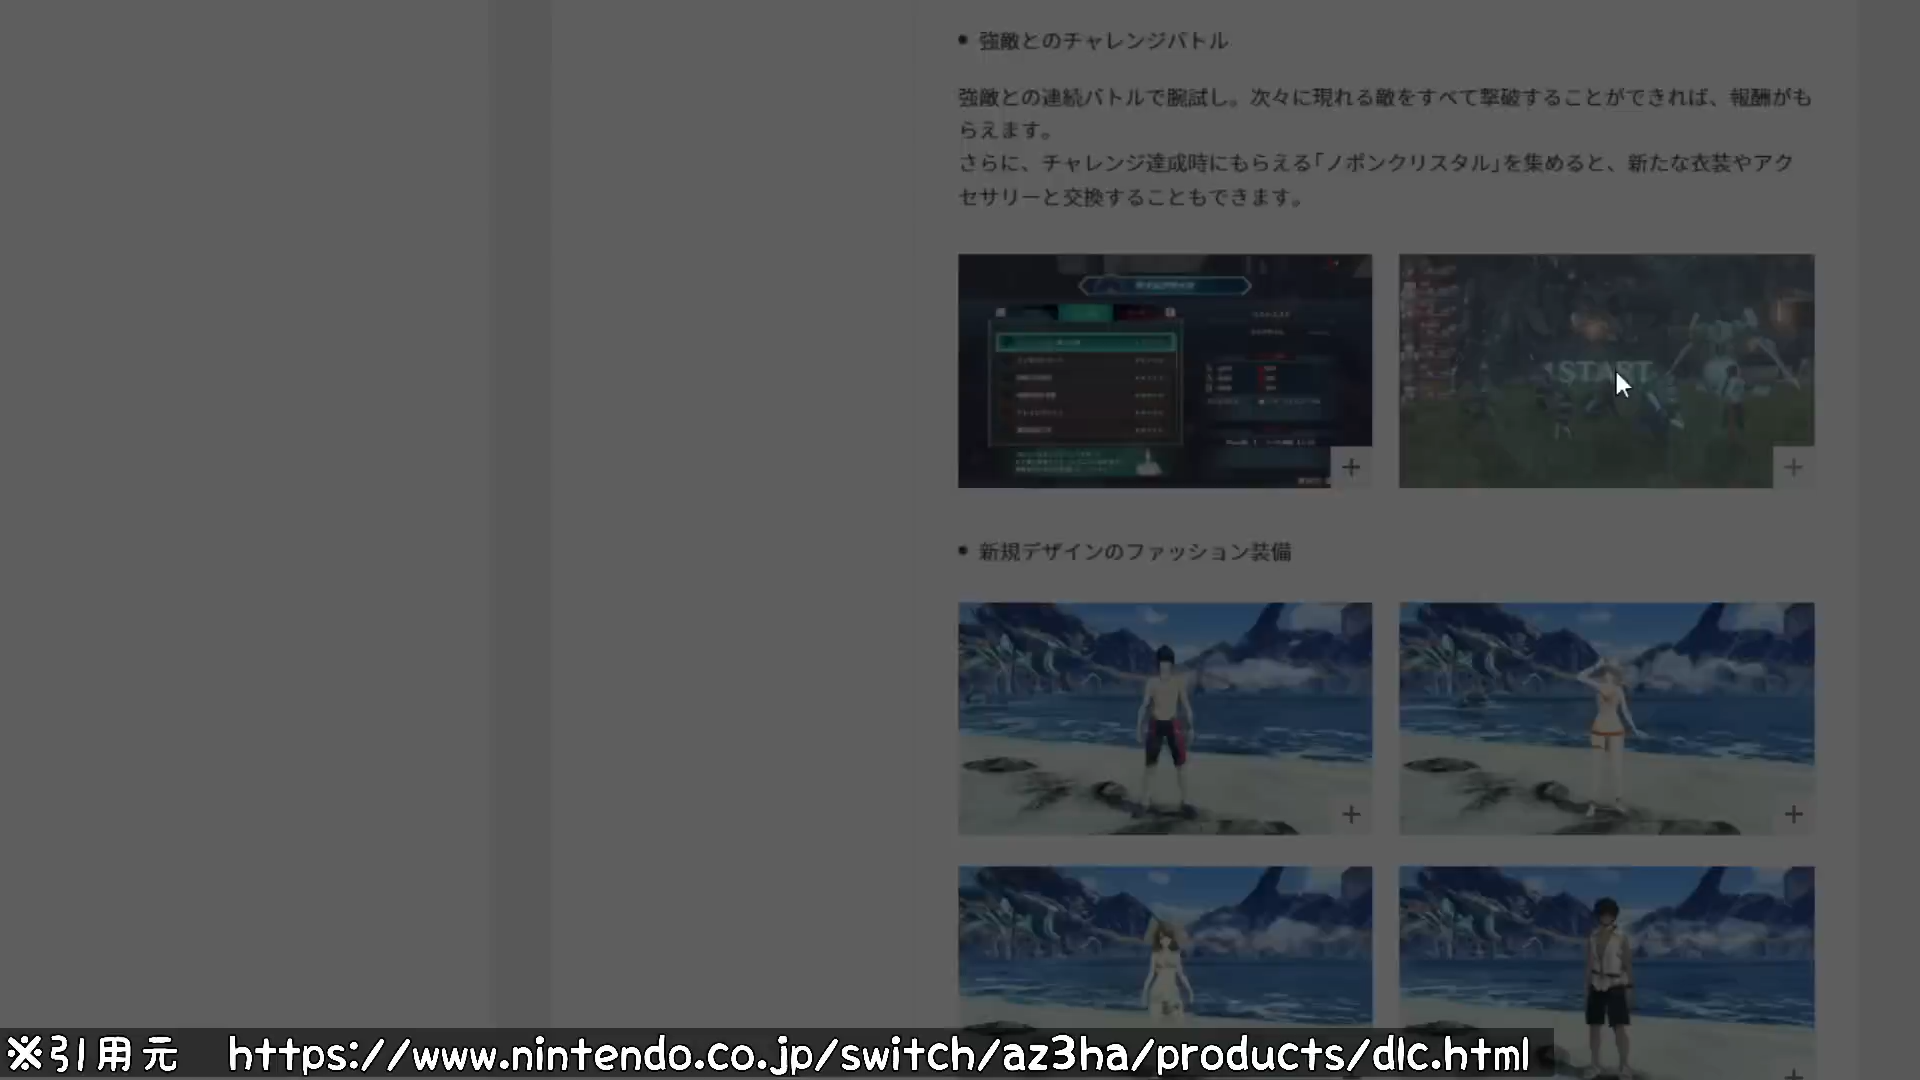 • 強敵とのチャレンジバトル
強敵との連続バトルで腕試し。次々に現れる敵をすべて撃破することができれば、報酬がも
らえます。
さらに、チャレンジ達成時にもらえる「ノポンクリスタル」を集めると、新たな衣装やアク
セサリーと交換することもできます。
START
• 新規デザインのファッション装備
※引用元　https://www.nintendo.co.jp/switch/az3ha/products/dlc.html